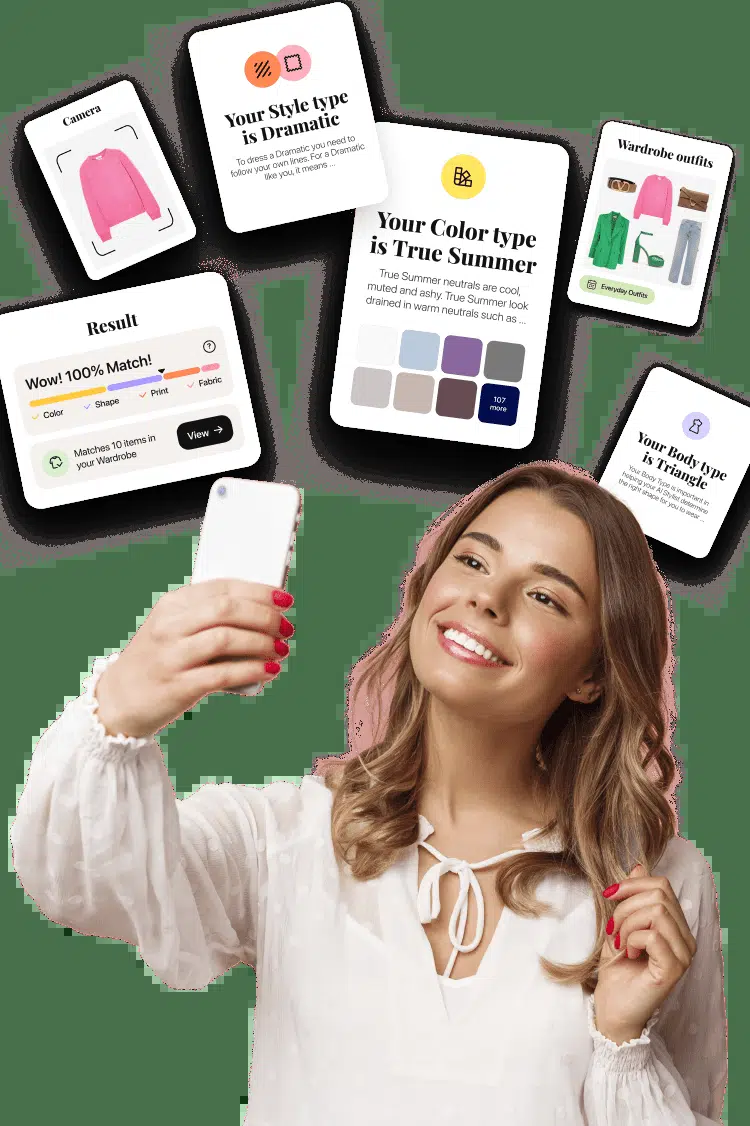 Camera
Your Style type
is Dramatic
To dress a Dramatic you need to
follow your own lines. For a Dramatic
like you, it means ...
Your Color type
is True Summer
True Summer neutrals are cool,
muted and ashy. True Summer look
drained in warm neutrals such as ...
107
more
Wardrobe outfits
Everyday Outfits
Result
Wow! 100% Match!
?
Color
Shape
Print
Fabric
Matches 10 items in
your Wardrobe
View →
Your Body type
is Triangle
Your Body Type is important in
helping your AI Stylist determine
the right shape for you to wear ...